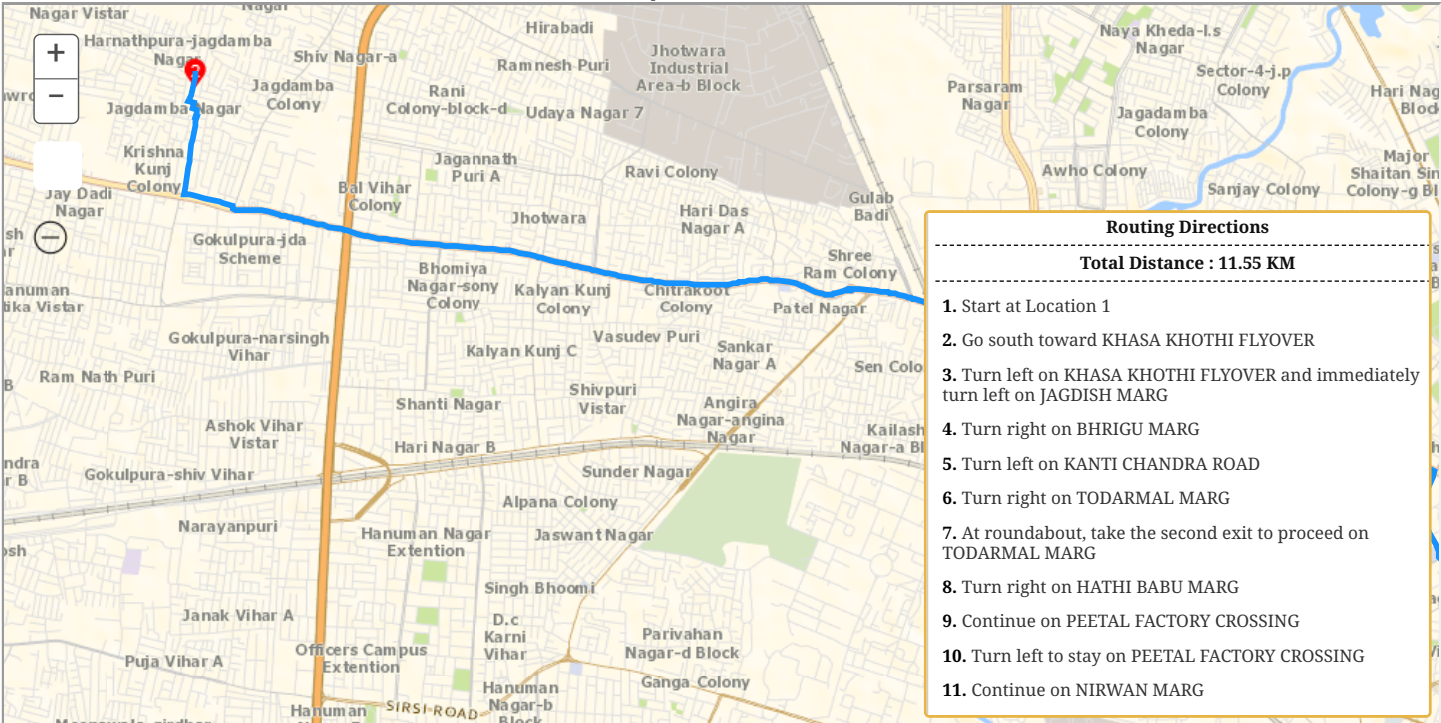 Nagar Vistar
Nagar
Harnathpura-jagdamba
Nagar
+
−
Jagdamba Nagar
Shiv Nagar-a
Jagdamba
Colony
Krishna
Kunj
Colony
Jay Dadi
Nagar
Hirabadi
Ramnesh Puri
Rani
Colony-block-d
Udaya Nagar 7
Jhotwara
Industrial
Area-b Block
Jagannath
Puri A
Ravi Colony
Bal Vihar
Colony
Jhotwara
Hari Das
Nagar A
Gulab
Badi
Parsaram
Nagar
Naya Kheda-l.s
Nagar
Sector-4-j.p
Colony
Jagadamba
Colony
Hari Nag
Block
Awho Colony
Sanjay Colony
Major
Shaitan Sin
Colony-g Bl
Gokulpura-jda
Scheme
Bhomiya
Nagar-sony
Colony
Kalyan Kunj
Colony
Chitrakoot
Colony
Shree
Ram Colony
Patel Nagar
anuman
tika Vistar
Gokulpura-narsingh
Vihar
Ram Nath Puri
Kalyan Kunj C
Vasudev Puri
Sankar
Nagar A
Sen Colo
Shivpuri
Vistar
Shanti Nagar
Angira
Nagar-angina
Nagar
Kailash
Nagar-a Bl
Ashok Vihar
Vistar
Hari Nagar B
ndra
r B
Gokulpura-shiv Vihar
Sunder Nagar
Alpana Colony
Narayanpuri
Hanuman Nagar
Extention
Jaswant Nagar
osh
Singh Bhoomi
Janak Vihar A
D.c
Karni
Vihar
Parivahan
Nagar-d Block
Puja Vihar A
Officers Campus
Extention
Ganga Colony
Hanuman
Nagar-b
Block
Hanuman
SIRSI ROAD
Routing Directions
Total Distance : 11.55 KM
1. Start at Location 1
2. Go south toward KHASA KHOTHI FLYOVER
3. Turn left on KHASA KHOTHI FLYOVER and immediately
turn left on JAGDISH MARG
4. Turn right on BHRIGU MARG
5. Turn left on KANTI CHANDRA ROAD
6. Turn right on TODARMAL MARG
7. At roundabout, take the second exit to proceed on
TODARMAL MARG
8. Turn right on HATHI BABU MARG
9. Continue on PEETAL FACTORY CROSSING
10. Turn left to stay on PEETAL FACTORY CROSSING
11. Continue on NIRWAN MARG